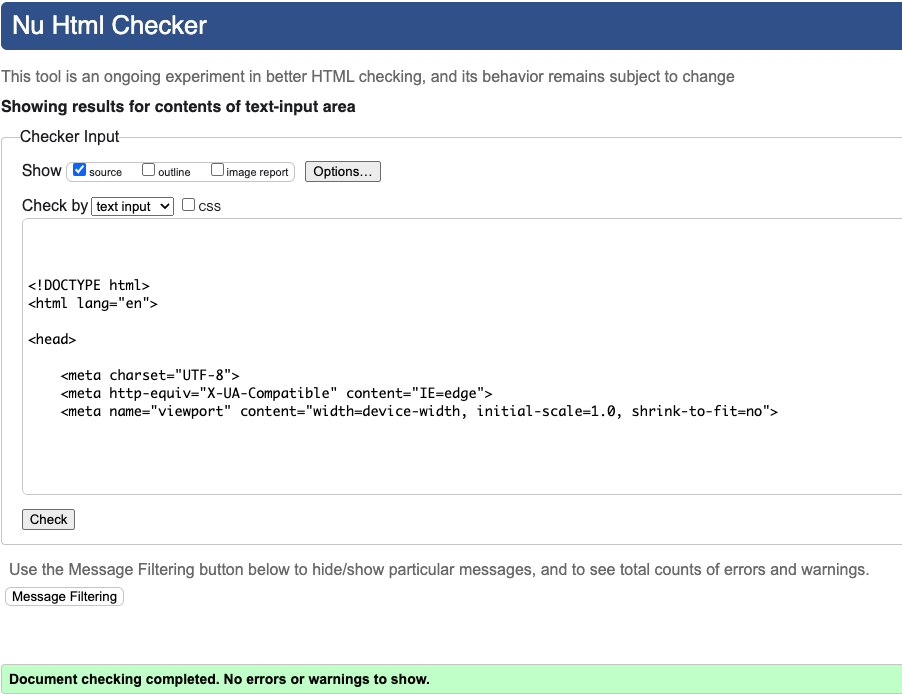 Nu Html Checker
This tool is an ongoing experiment in better HTML checking, and its behavior remains subject to change
Showing results for contents of text-input area
Checker Input
Show source outline image report Options...
Check by text input css
<!DOCTYPE html>
<html lang="en">
<head>
<meta charset="UTF-8">
<meta http-equiv="X-UA-Compatible" content="IE=edge">
<meta name="viewport" content="width=device-width, initial-scale=1.0, shrink-to-fit=no">
Check
Use the Message Filtering button below to hide/show particular messages, and to see total counts of errors and warnings.
Message Filtering
Document checking completed. No errors or warnings to show.